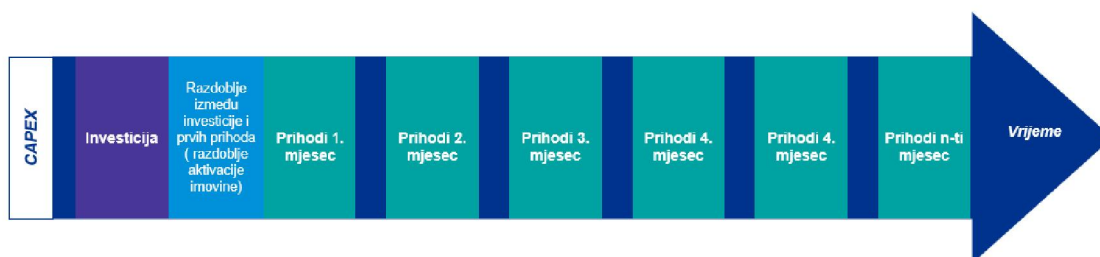 CAPEX
Investicija
Razdoblje
između
investicije i
prvih prihoda
( razdoblje
aktivacije
imovine)
Prihodi 1.
mjesec
Prihodi 2.
mjesec
Prihodi 3.
mjesec
Prihodi 4.
mjesec
Prihodi 4.
mjesec
Prihodi n-ti
mjesec
Vrijeme